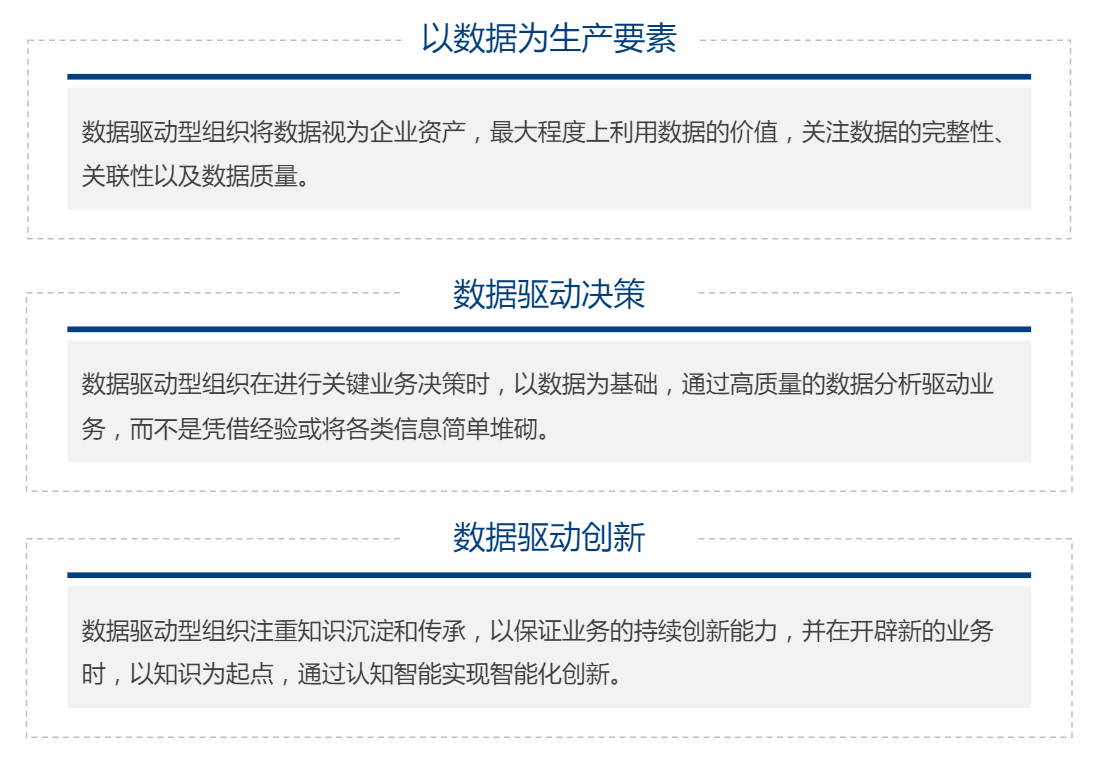 以数据为生产要素
数据驱动型组织将数据视为企业资产，最大程度上利用数据的价值，关注数据的完整性、
关联性以及数据质量。
数据驱动决策
数据驱动型组织在进行关键业务决策时，以数据为基础，通过高质量的数据分析驱动业
务，而不是凭借经验或将各类信息简单堆砌。
数据驱动创新
数据驱动型组织注重知识沉淀和传承，以保证业务的持续创新能力，并在开辟新的业务
时，以知识为起点，通过认知智能实现智能化创新。